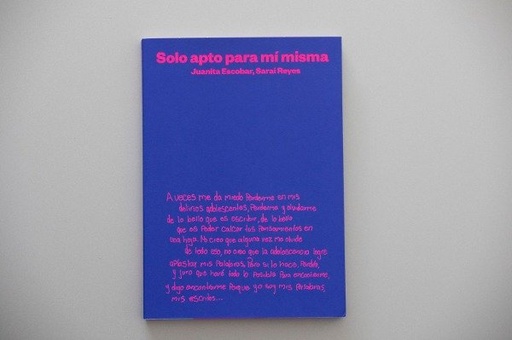 Solo apto para mí misma
Juanita Escobar, Sarai Reyes
A veces me da miedo Perderme en mis
delirios adolescentes, Perderme y olvidarme
de lo bello que es escribir, de lo bello
que es Poder calcar tus Pensamientos en
una hoja. No creo que alguna vez me olvide
de todo eso, no creo que la adolescencia logre
aplastar mis Palabras, Pero si lo hace, Perdón,
y juro que haré todo lo Posible Para encontrarme,
y digo encontrarme Porque yo soy mis Palabras,
mis escritos...